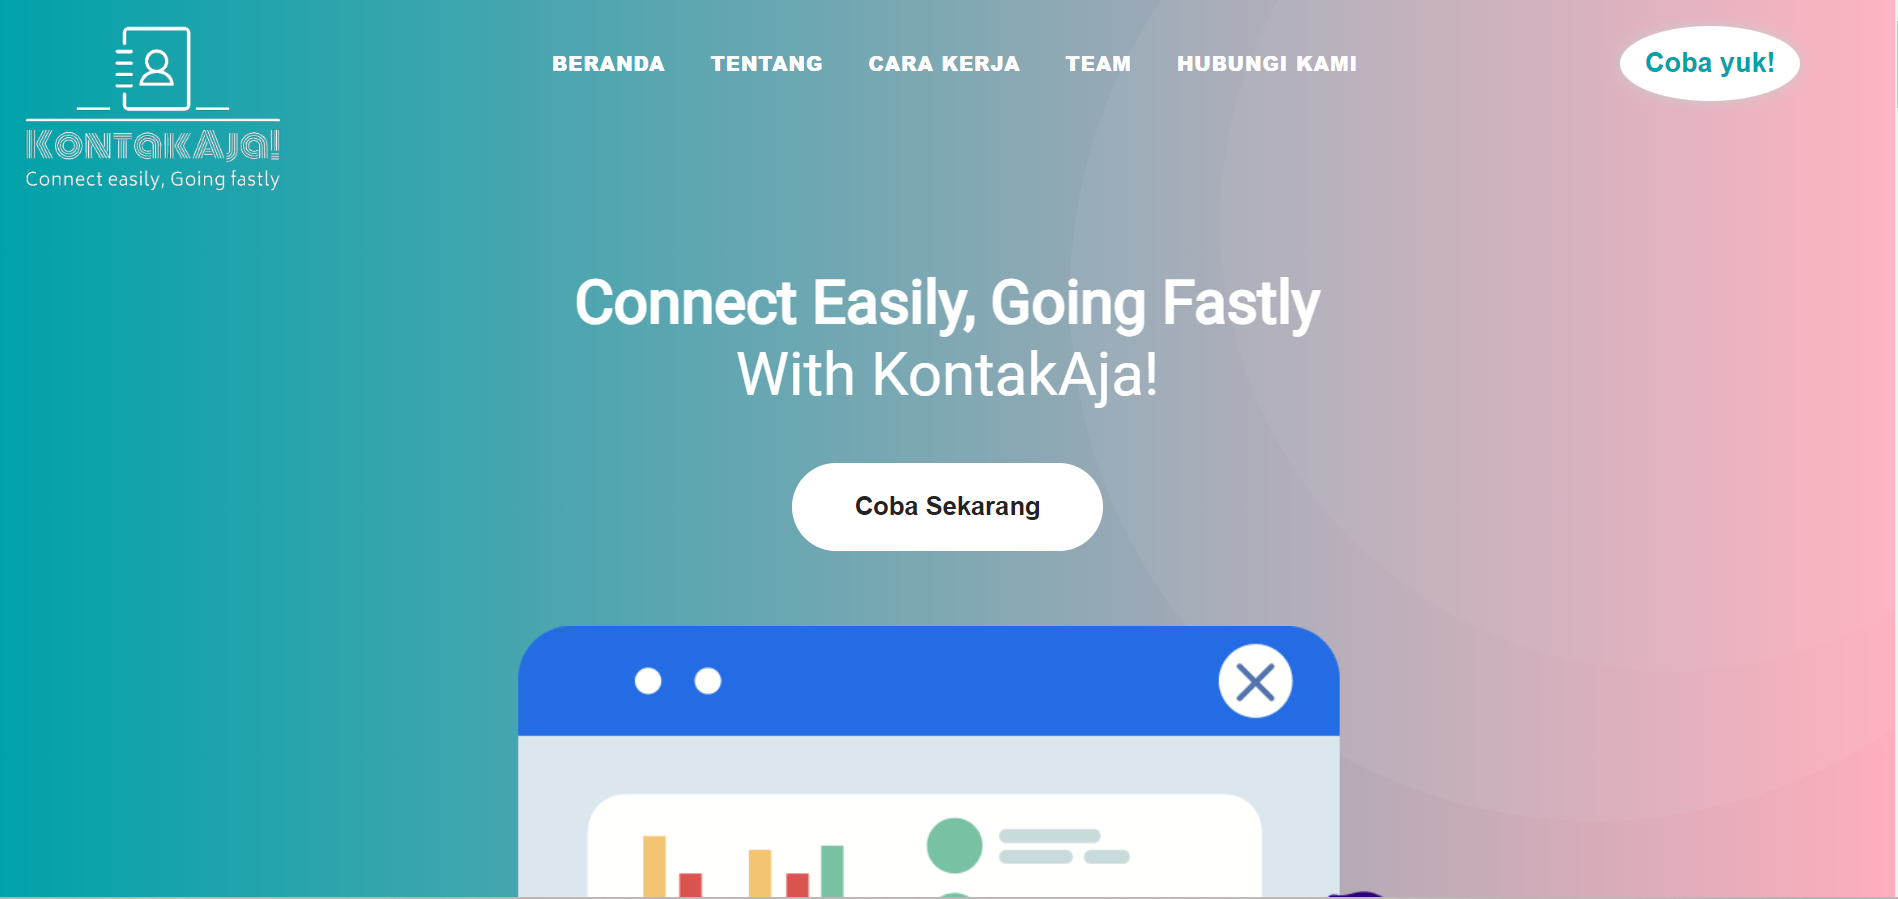 KontakAja!
Connect easily, Going fastly
BERANDA TENTANG CARA KERJA TEAM HUBUNGI KAMI
Coba yuk!
Connect Easily, Going Fastly
With KontakAja!
Coba Sekarang